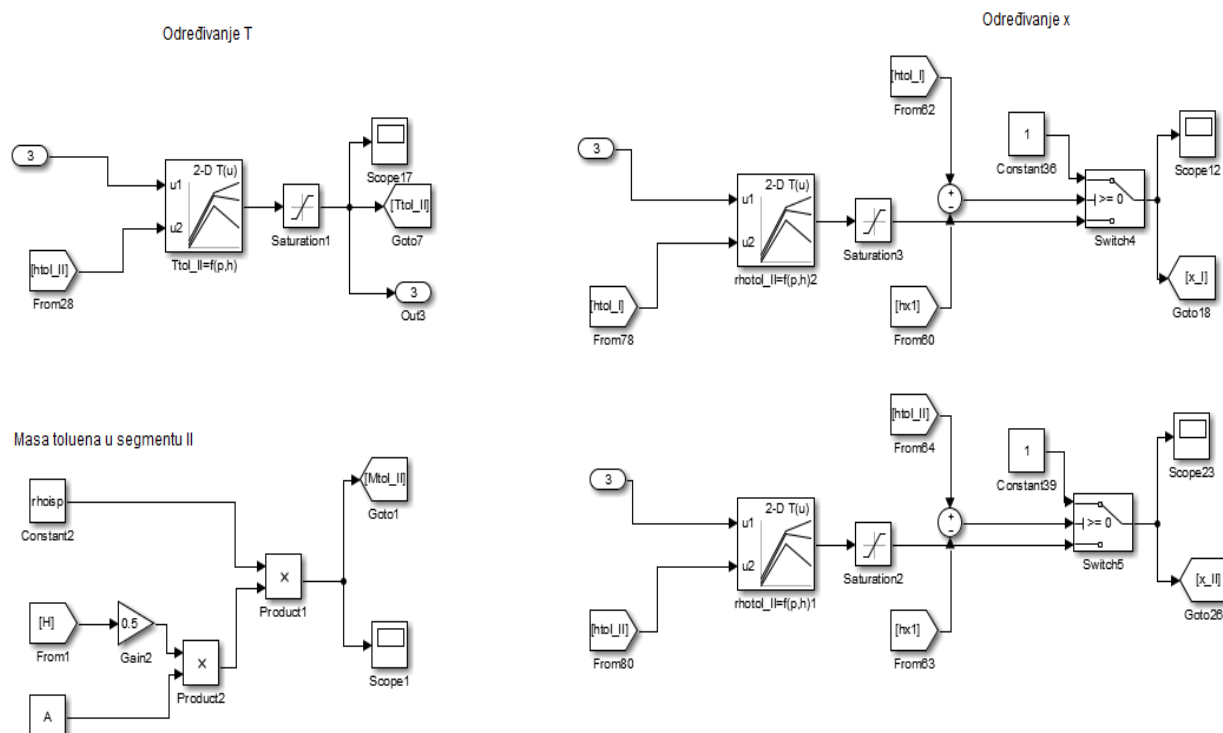 Određivanje T
3
[htol_II]
From28
2-D T(u)
u1
u2
Ttol_II=f(p,h)
Saturation1
Scope17
[Ttol_II]
Goto7
3
Out3
Masa toluena u segmentu II
rhoisp
Constant2
[H]
From1
0.5
Gain2
A
X
Product2
X
Product1
[Mtol_II]
Goto1
Scope1
Određivanje x
3
[htol_I]
From78
2-D T(u)
u1
u2
rhotol_II=f(p,h)2
Saturation3
[htol_I]
From62
+
−
[hx1]
From60
1
Constant36
>= 0
Switch4
Scope12
[x_I]
Goto18
3
[htol_II]
From80
2-D T(u)
u1
u2
rhotol_II=f(p,h)1
Saturation2
[htol_II]
From64
+
−
[hx1]
From63
1
Constant39
>= 0
Switch5
Scope23
[x_II]
Goto26